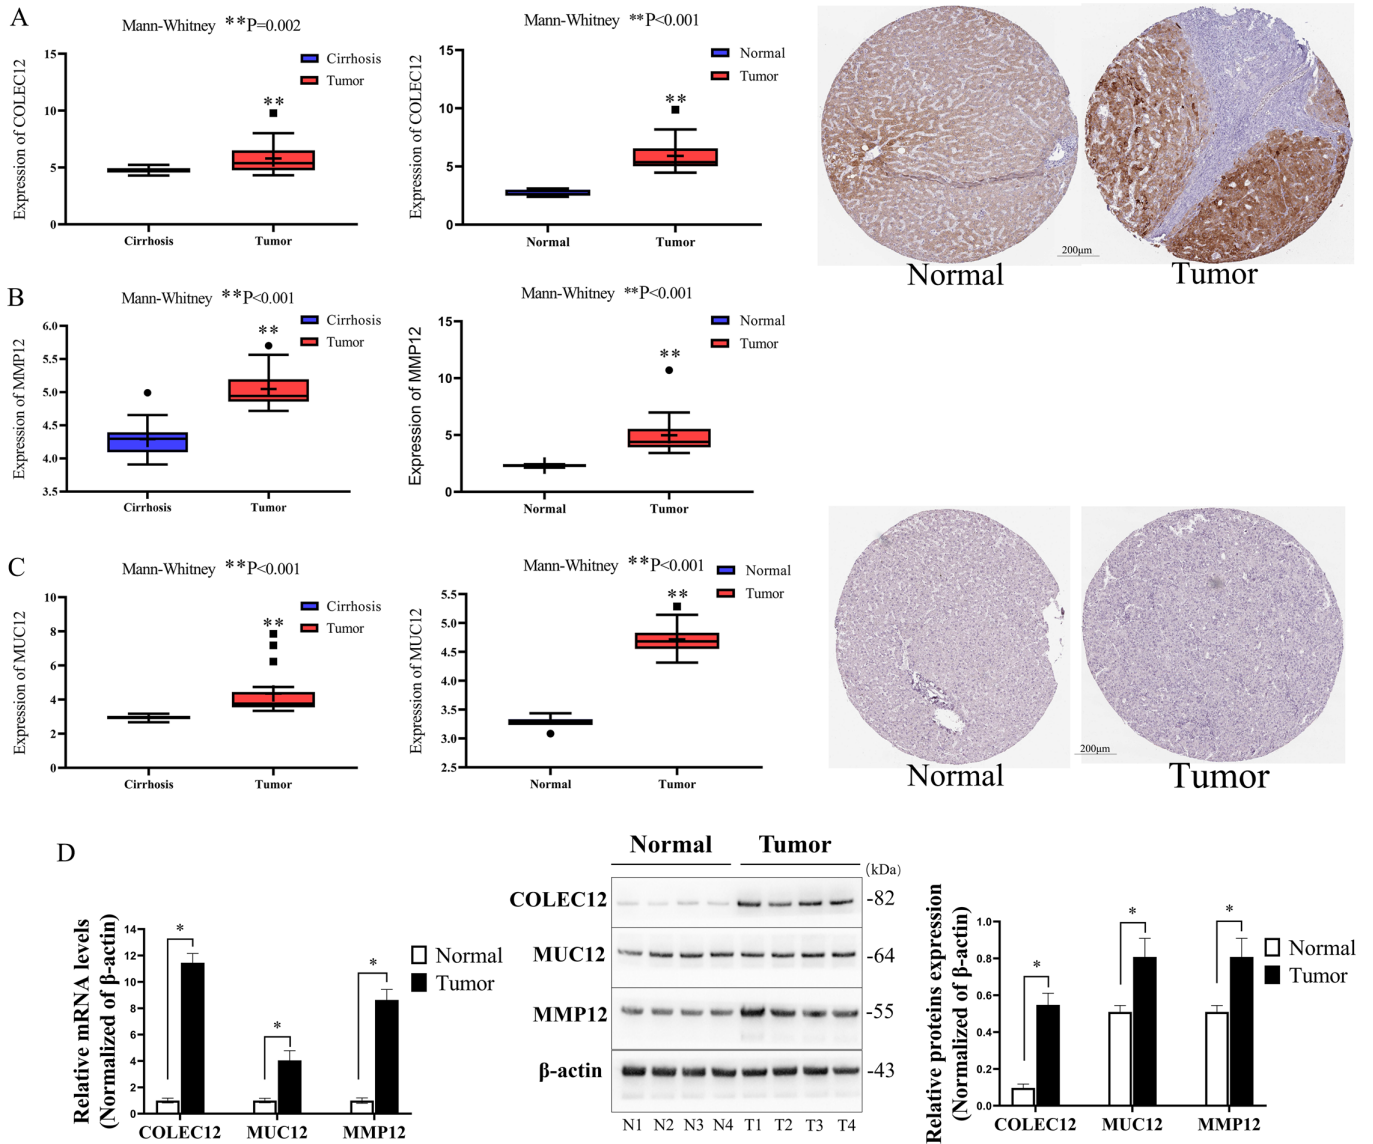 A
Mann-Whitney **P=0.002
Expression of COLEC12
15
10
5
0
Cirrhosis
Tumor
**
Cirrhosis
Tumor
Mann-Whitney **P<0.001
Expression of COLEC12
15
10
5
0
Normal
Tumor
**
Normal
Tumor
200μm
Normal
Tumor
B
Mann-Whitney **P<0.001
Expression of MMP12
6.0
5.5
5.0
4.5
4.0
3.5
Cirrhosis
Tumor
**
Cirrhosis
Tumor
Mann-Whitney **P<0.001
Expression of MMP12
15
10
5
0
Normal
Tumor
**
Normal
Tumor
C
Mann-Whitney **P<0.001
Expression of MUC12
10
8
6
4
2
0
Cirrhosis
Tumor
**
Cirrhosis
Tumor
Mann-Whitney **P<0.001
Expression of MUC12
5.5
5.0
4.5
4.0
3.5
3.0
2.5
Normal
Tumor
**
Normal
Tumor
200μm
Normal
Tumor
D
Relative mRNA levels
(Normalized of β-actin)
14
12
10
8
6
4
2
0
*
*
*
COLEC12 MUC12 MMP12
Normal
Tumor
Normal Tumor
(kDa)
COLEC12 -82
MUC12 -64
MMP12 -55
β-actin -43
N1 N2 N3 N4 T1 T2 T3 T4
Relative proteins expression
(Normalized of β-actin)
1.0
0.8
0.6
0.4
0.2
0.0
*
*
*
COLEC12 MUC12 MMP12
Normal
Tumor